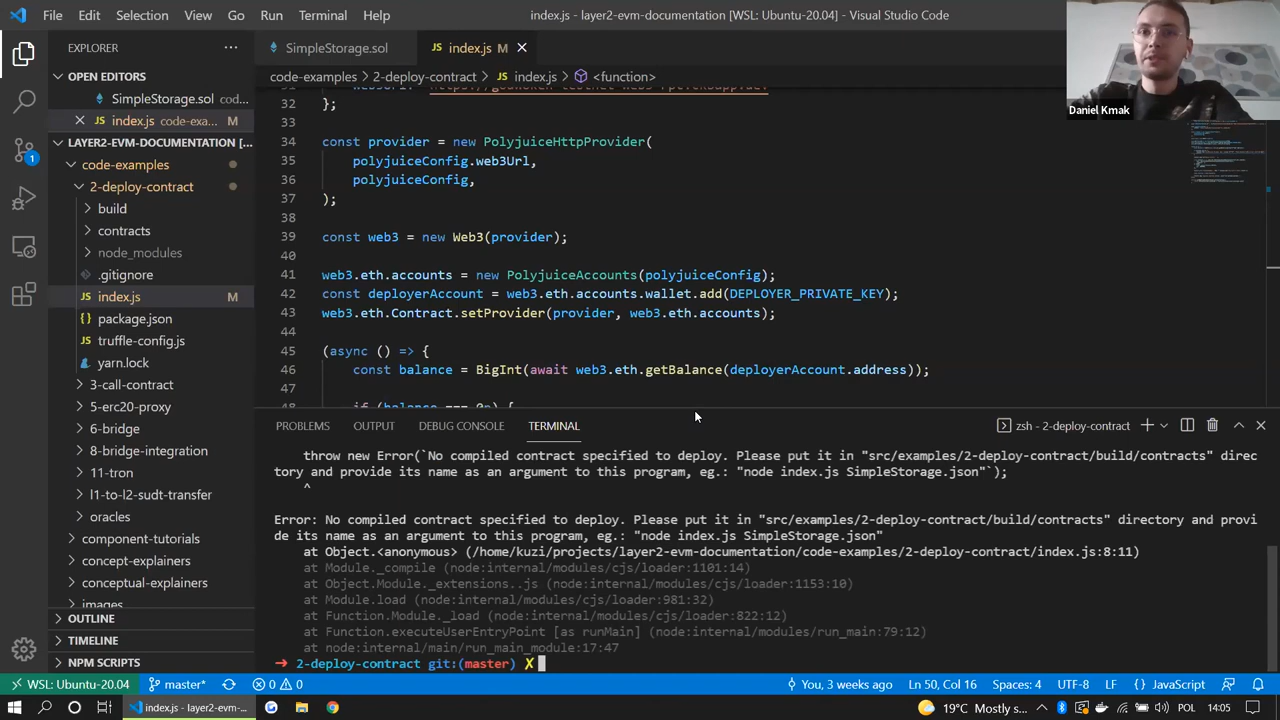 File Edit Selection View Go Run Terminal Help
index.js - layer2-evm-documentation [WSL: Ubuntu-20.04] - Visual Studio Code
EXPLORER
SimpleStorage.sol
index.js M
OPEN EDITORS
code-examples > 2-deploy-contract > index.js > <function>
SimpleStorage.sol cod...
index.js code-exa... M
Daniel Kmak
LAYER2-EVM-DOCUMENTATION [...
code-examples
2-deploy-contract
build
contracts
node_modules
.gitignore
index.js M
package.json
truffle-config.js
yarn.lock
3-call-contract
5-erc20-proxy
6-bridge
8-bridge-integration
11-tron
l1-to-l2-sudt-transfer
oracles
component-tutorials
concept-explainers
conceptual-explainers
images
OUTLINE
TIMELINE
NPM SCRIPTS
32 };
33
34 const provider = new PolyjuiceHttpProvider(
35 polyjuiceConfig.web3Url,
36 polyjuiceConfig,
37 );
38
39 const web3 = new Web3(provider);
40
41 web3.eth.accounts = new PolyjuiceAccounts(polyjuiceConfig);
42 const deployerAccount = web3.eth.accounts.wallet.add(DEPLOYER_PRIVATE_KEY);
43 web3.eth.Contract.setProvider(provider, web3.eth.accounts);
44
45 (async () => {
46 const balance = BigInt(await web3.eth.getBalance(deployerAccount.address));
47
48 if (balance === 0n) {
PROBLEMS OUTPUT DEBUG CONSOLE TERMINAL
zsh - 2-deploy-contract
throw new Error(`No compiled contract specified to deploy. Please put it in "src/examples/2-deploy-contract/build/contracts" direc
tory and provide its name as an argument to this program, eg.: "node index.js SimpleStorage.json"`);
^
Error: No compiled contract specified to deploy. Please put it in "src/examples/2-deploy-contract/build/contracts" directory and provi
de its name as an argument to this program, eg.: "node index.js SimpleStorage.json"
at Object.<anonymous> (/home/kuzi/projects/layer2-evm-documentation/code-examples/2-deploy-contract/index.js:8:11)
at Module._compile (node:internal/modules/cjs/loader:1101:14)
at Object.Module._extensions..js (node:internal/modules/cjs/loader:1153:10)
at Module.load (node:internal/modules/cjs/loader:981:32)
at Function.Module._load (node:internal/modules/cjs/loader:822:12)
at Function.executeUserEntryPoint [as runMain] (node:internal/modules/run_main:79:12)
at node:internal/main/run_main_module:17:47
→ 2-deploy-contract git:(master) ✗
WSL: Ubuntu-20.04 master* 0 0 You, 3 weeks ago Ln 50, Col 16 Spaces: 4 UTF-8 LF JavaScript
index.js - layer2-ev... 19°C Mostly s... POL 14:05